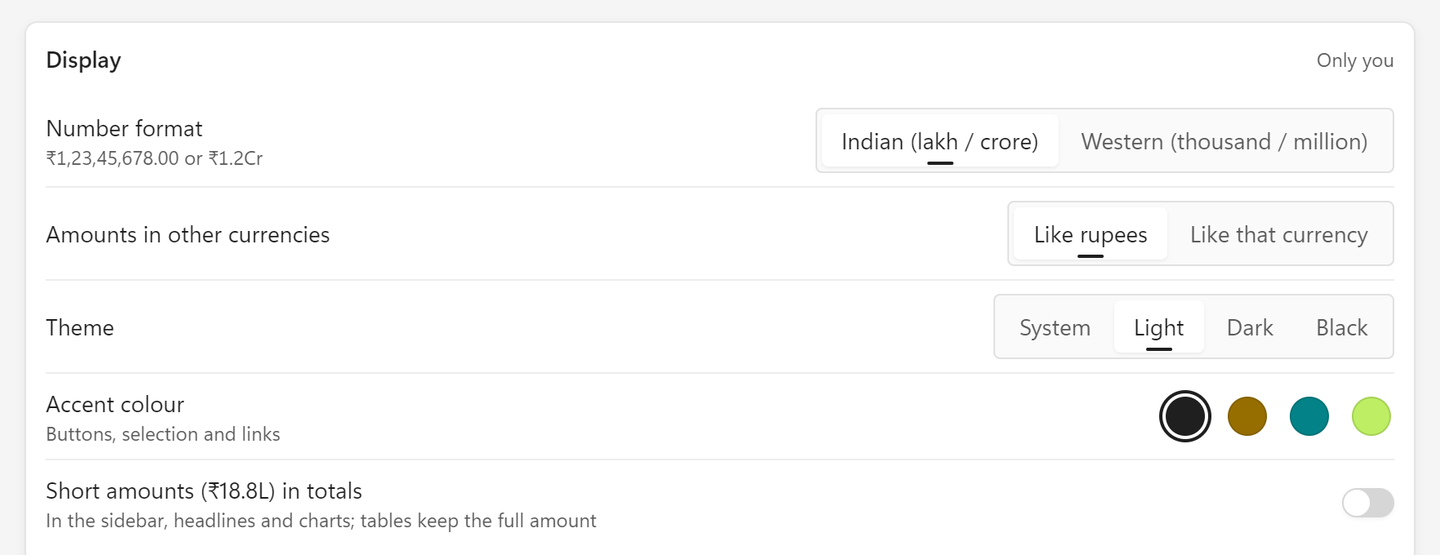 Display
Only you
Number format
₹1,23,45,678.00 or ₹1.2Cr
Indian (lakh / crore)
Western (thousand / million)
Amounts in other currencies
Like rupees
Like that currency
Theme
System
Light
Dark
Black
Accent colour
Buttons, selection and links
Short amounts (₹18.8L) in totals
In the sidebar, headlines and charts; tables keep the full amount